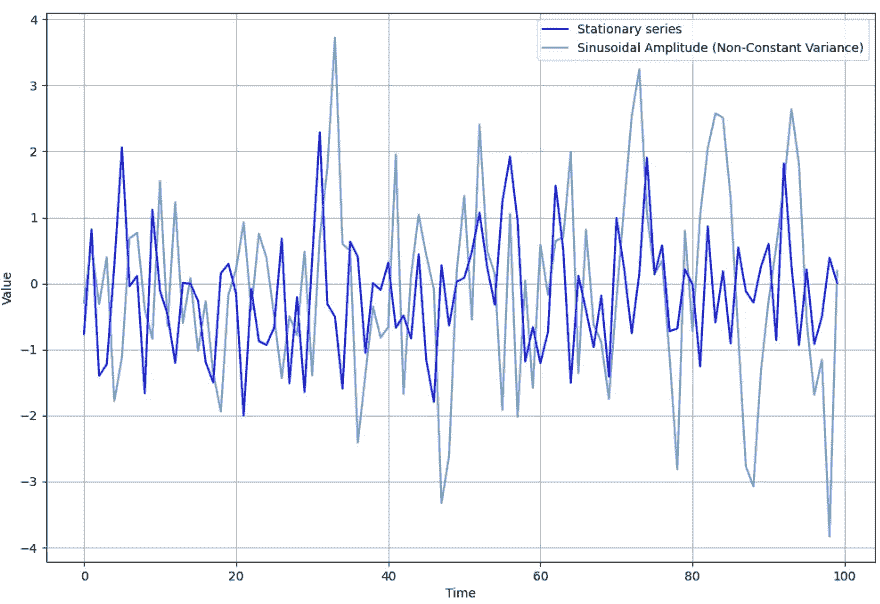 Stationary series
Sinusoidal Amplitude (Non-Constant Variance)
4
3
2
1
0
−1
−2
−3
−4
Value
0 20 40 60 80 100
Time